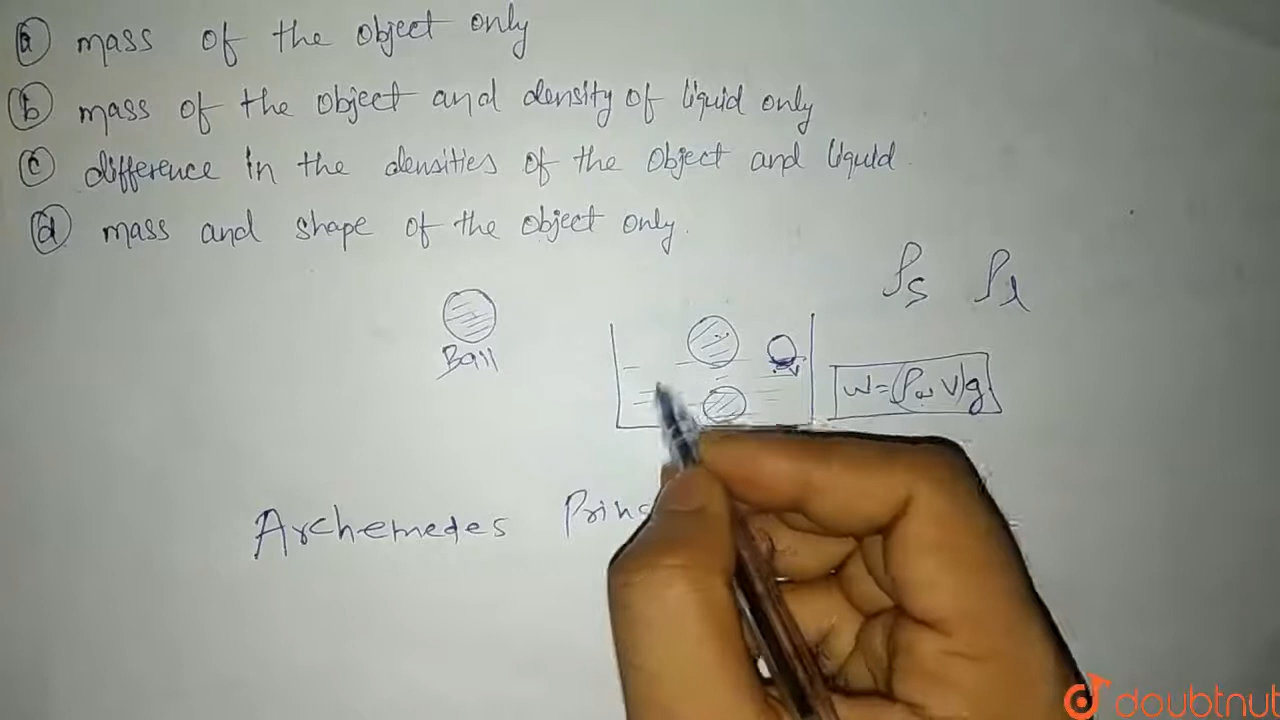 (a) mass of the object only
(b) mass of the object and density of liquid only
(c) difference in the densities of the object and liquid.
(d) mass and shape of the object only.
ρs ρl
Ball
V
W=(ρw V)g
Archemedes Princ
doubtnut